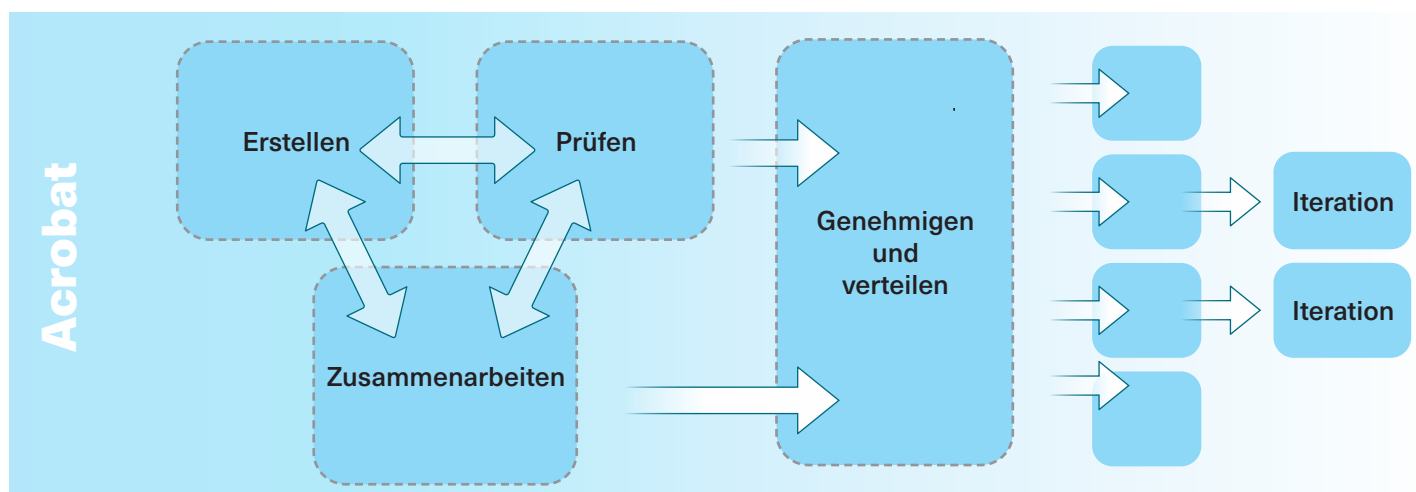 Acrobat
Erstellen
Prüfen
Zusammenarbeiten
Genehmigen
und
verteilen
Iteration
Iteration